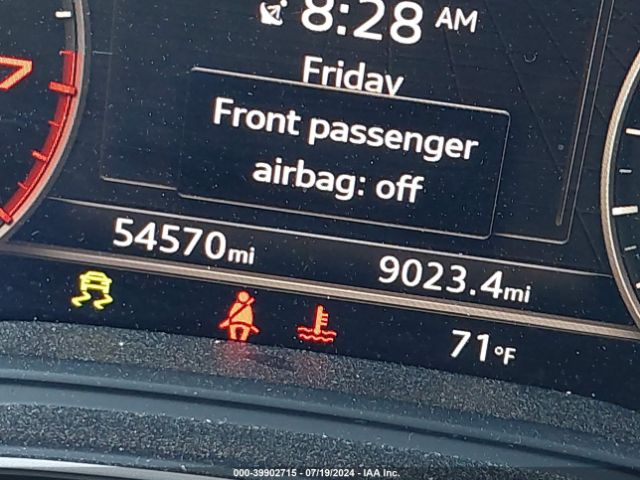 8:28 AM
Friday
7
Front passenger
airbag: off
54570mi
9023.4mi
71°F
000-39902715 - 07/19/2024 - IAA Inc.